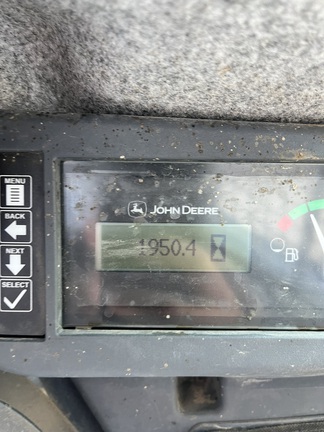 MENU
BACK
NEXT
SELECT
JOHN DEERE
1950.4